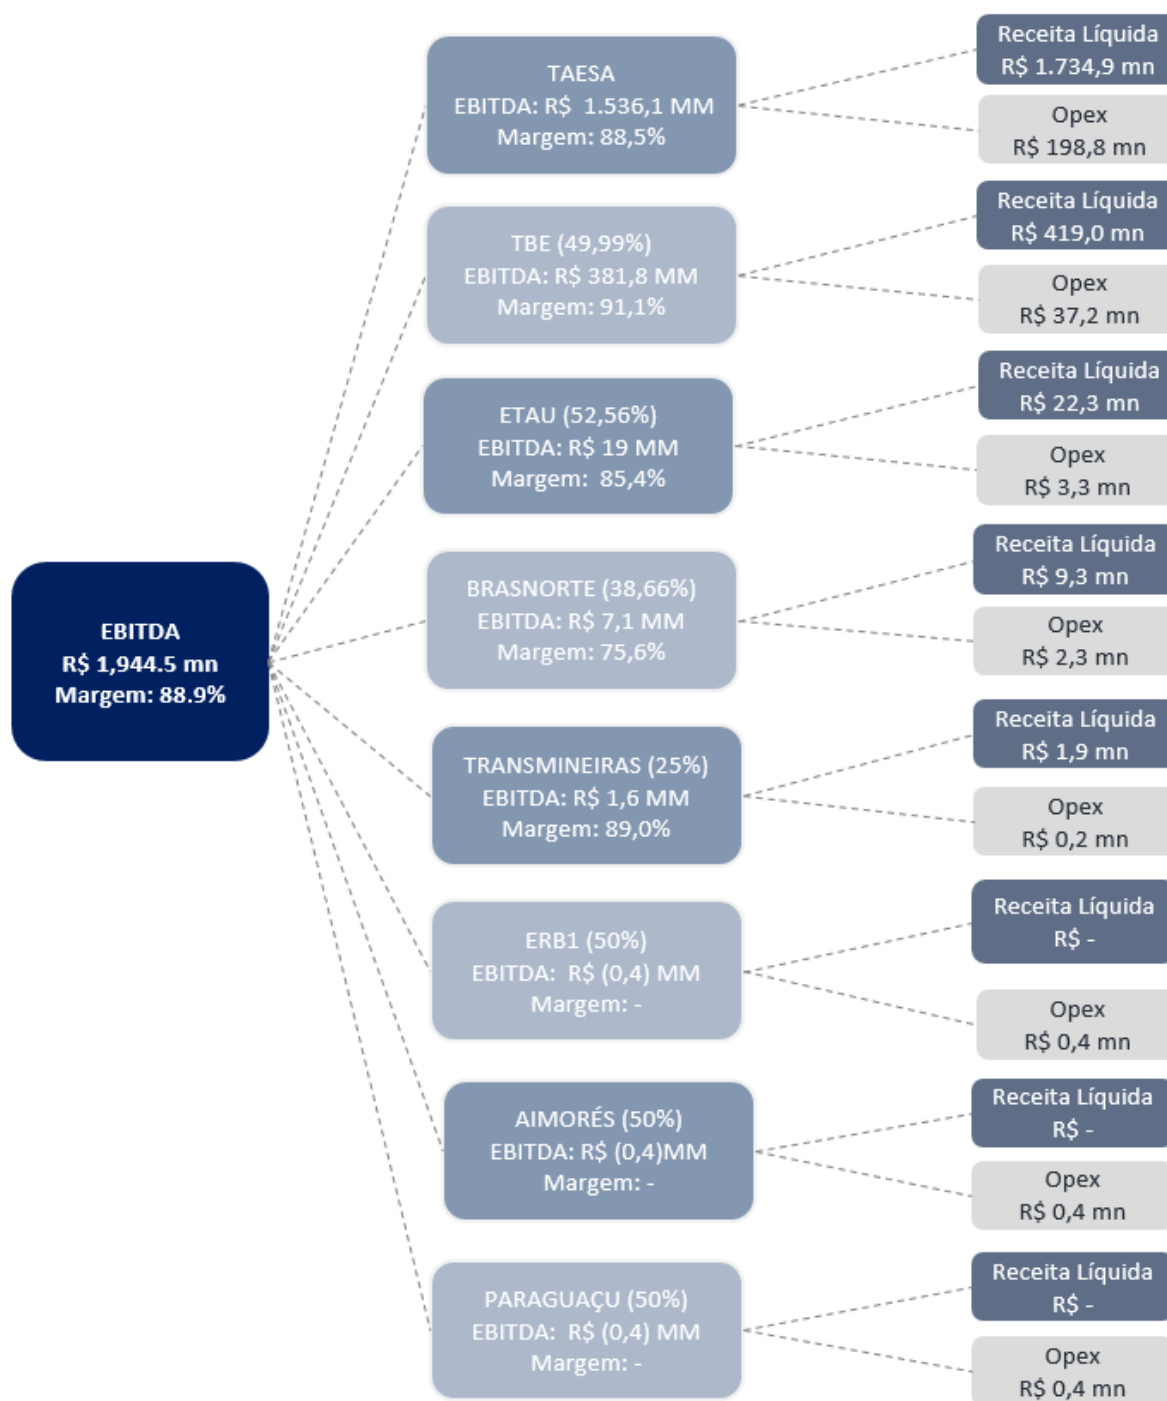 EBITDA
R$ 1,944.5 mn
Margem: 88.9%
TAESA
EBITDA: R$  1.536,1 MM
Margem: 88,5%
Receita Líquida
R$ 1.734,9 mn
Opex
R$ 198,8 mn
TBE (49,99%)
EBITDA: R$ 381,8 MM
Margem: 91,1%
Receita Líquida
R$ 419,0 mn
Opex
R$ 37,2 mn
ETAU (52,56%)
EBITDA: R$ 19 MM
Margem:  85,4%
Receita Líquida
R$ 22,3 mn
Opex
R$ 3,3 mn
BRASNORTE (38,66%)
EBITDA: R$ 7,1 MM
Margem: 75,6%
Receita Líquida
R$ 9,3 mn
Opex
R$ 2,3 mn
TRANSMINEIRAS (25%)
EBITDA: R$ 1,6 MM
Margem: 89,0%
Receita Líquida
R$ 1,9 mn
Opex
R$ 0,2 mn
ERB1 (50%)
EBITDA:  R$ (0,4) MM
Margem: -
Receita Líquida
R$ -
Opex
R$ 0,4 mn
AIMORÉS (50%)
EBITDA: R$ (0,4)MM
Margem: -
Receita Líquida
R$ -
Opex
R$ 0,4 mn
PARAGUAÇU (50%)
EBITDA:  R$ (0,4) MM
Margem: -
Receita Líquida
R$ -
Opex
R$ 0,4 mn